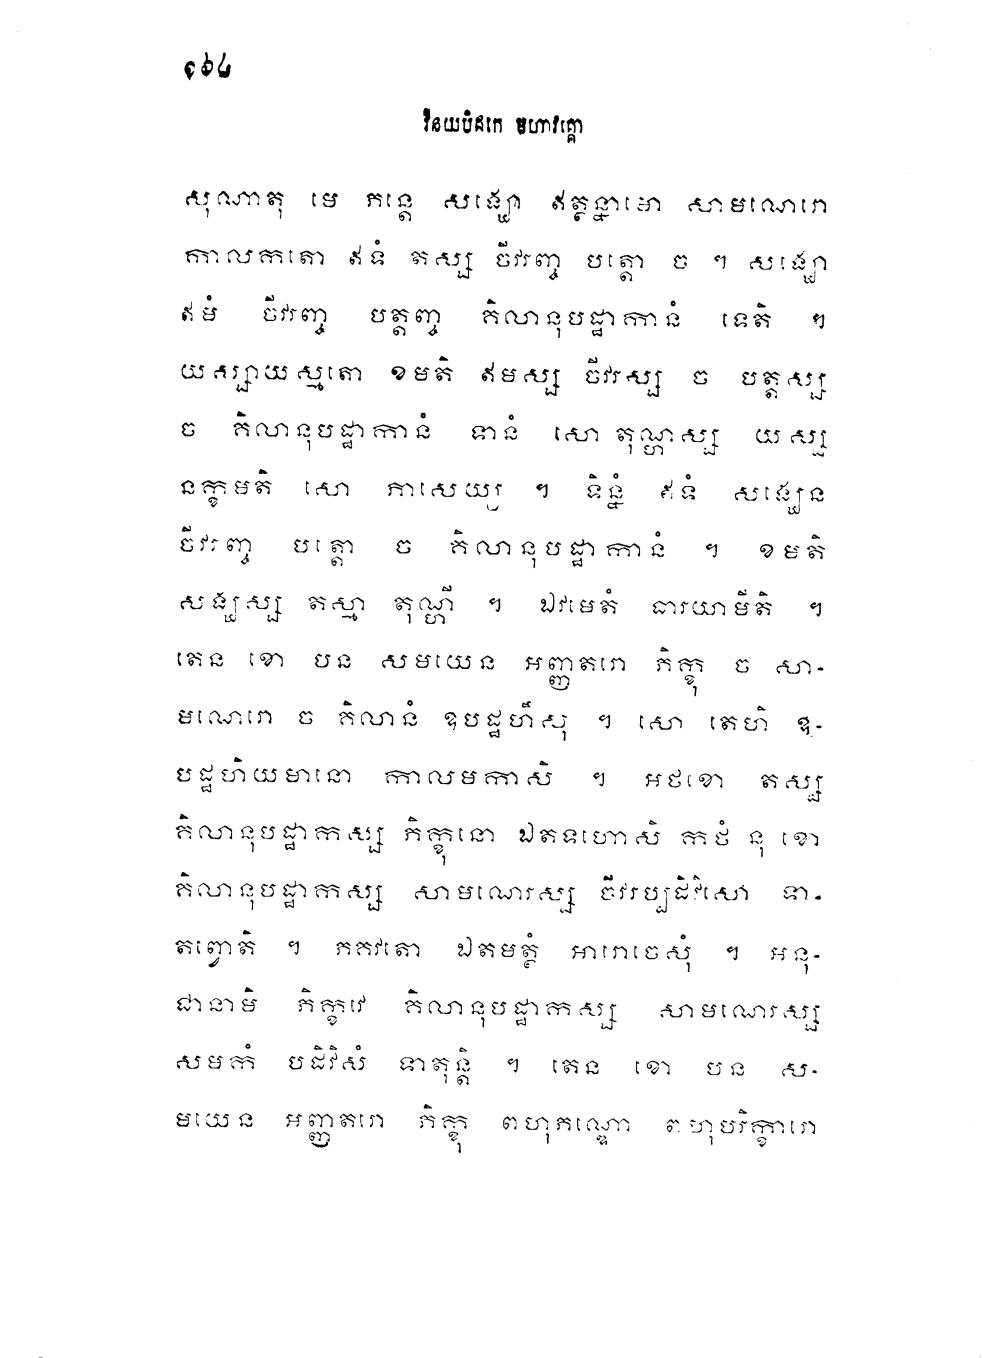 ១៦៤
វិនយបិដកេ មហាវគ្គោ
សុណាតុ មេ ភន្តេ សង្ឃោ ឥត្ថន្នាមោ សាមណេរោ
កាលកតោ ឥទំ តស្ស ចីវរញ្ច បត្តោ ច ។ សង្ឃោ
ឥមំ ចីវរញ្ច បត្តញ្ច គិលានុបដ្ឋាកានំ ទេតិ ។
យស្សាយស្មតោ ខមតិ ឥមស្ស ចីវរស្ស ច បត្តស្ស
ច គិលានុបដ្ឋាកានំ ទានំ សោ តុណ្ហស្ស យស្ស
នក្ខមតិ សោ ភាសេយ្យ ។ ទិន្នំ ឥទំ សង្ឃេន
ចីវរញ្ច បត្តោ ច គិលានុបដ្ឋាកានំ ។ ខមតិ
សង្ឃស្ស តស្មា តុណ្ហី ។ ឯវមេតំ ធារយាមីតិ ។
តេន ខោ បន សមយេន អញ្ញតរោ ភិក្ខុ ច សា-
មណេរោ ច គិលានំ ឧបដ្ឋហឹសុ ។ សោ តេហិ ឧ-
បដ្ឋហិយមានោ កាលមកាសិ ។ អថខោ តស្ស
គិលានុបដ្ឋាកស្ស ភិក្ខុនោ ឯតទហោសិ កថំ នុ ខោ
គិលានុបដ្ឋាកស្ស សាមណេរស្ស ចីវរប្បដិវិសោ ទា-
តព្វោតិ ។ ភគវតោ ឯតមត្ថំ អារោចេសុំ ។ អនុ-
ជានាមិ ភិក្ខវេ គិលានុបដ្ឋាកស្ស សាមណេរស្ស
សមកំ បដិវិសំ ទាតុន្តិ ។ តេន ខោ បន ស-
មយេន អញ្ញតរោ ភិក្ខុ ពហុភណ្ឌោ ពហុបរិក្ខារោ